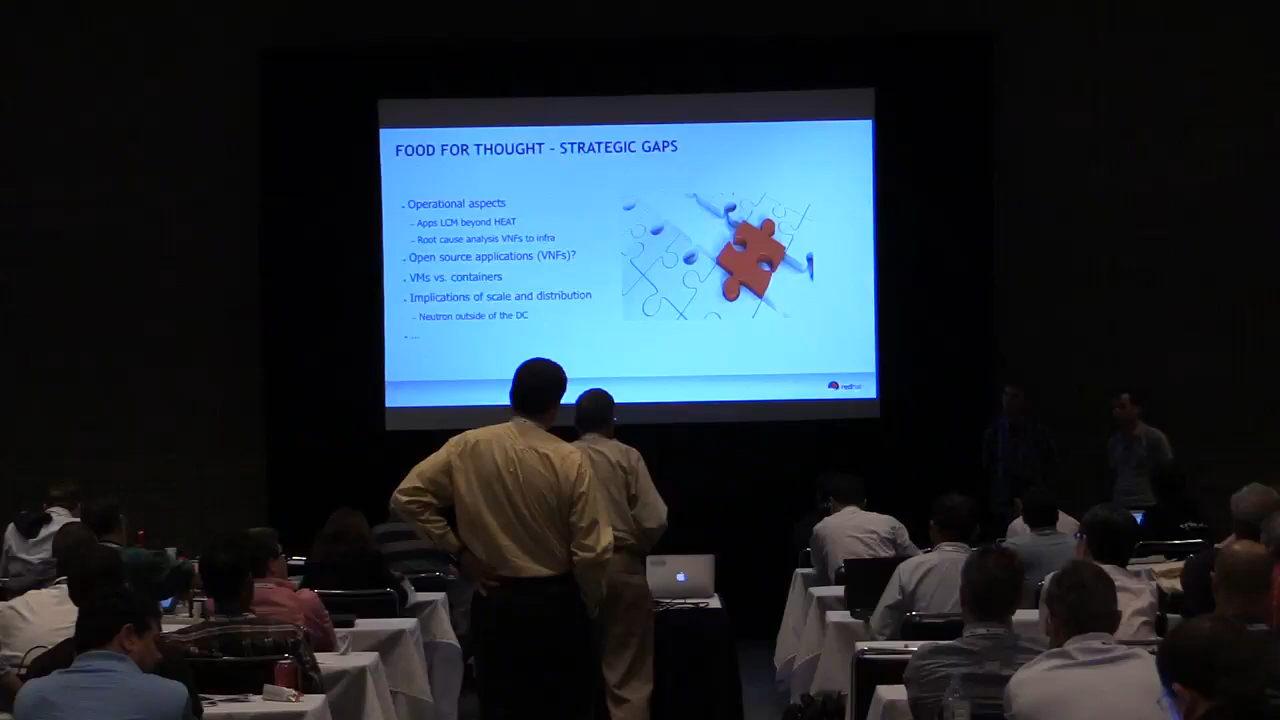 FOOD FOR THOUGHT - STRATEGIC GAPS
Operational aspects
- Apps LCM beyond HEAT
- Root cause analysis VNFs to infra
Open source applications (VNFs)?
VMs vs. containers
Implications of scale and distribution
- Neutron outside of the DC
...
redhat